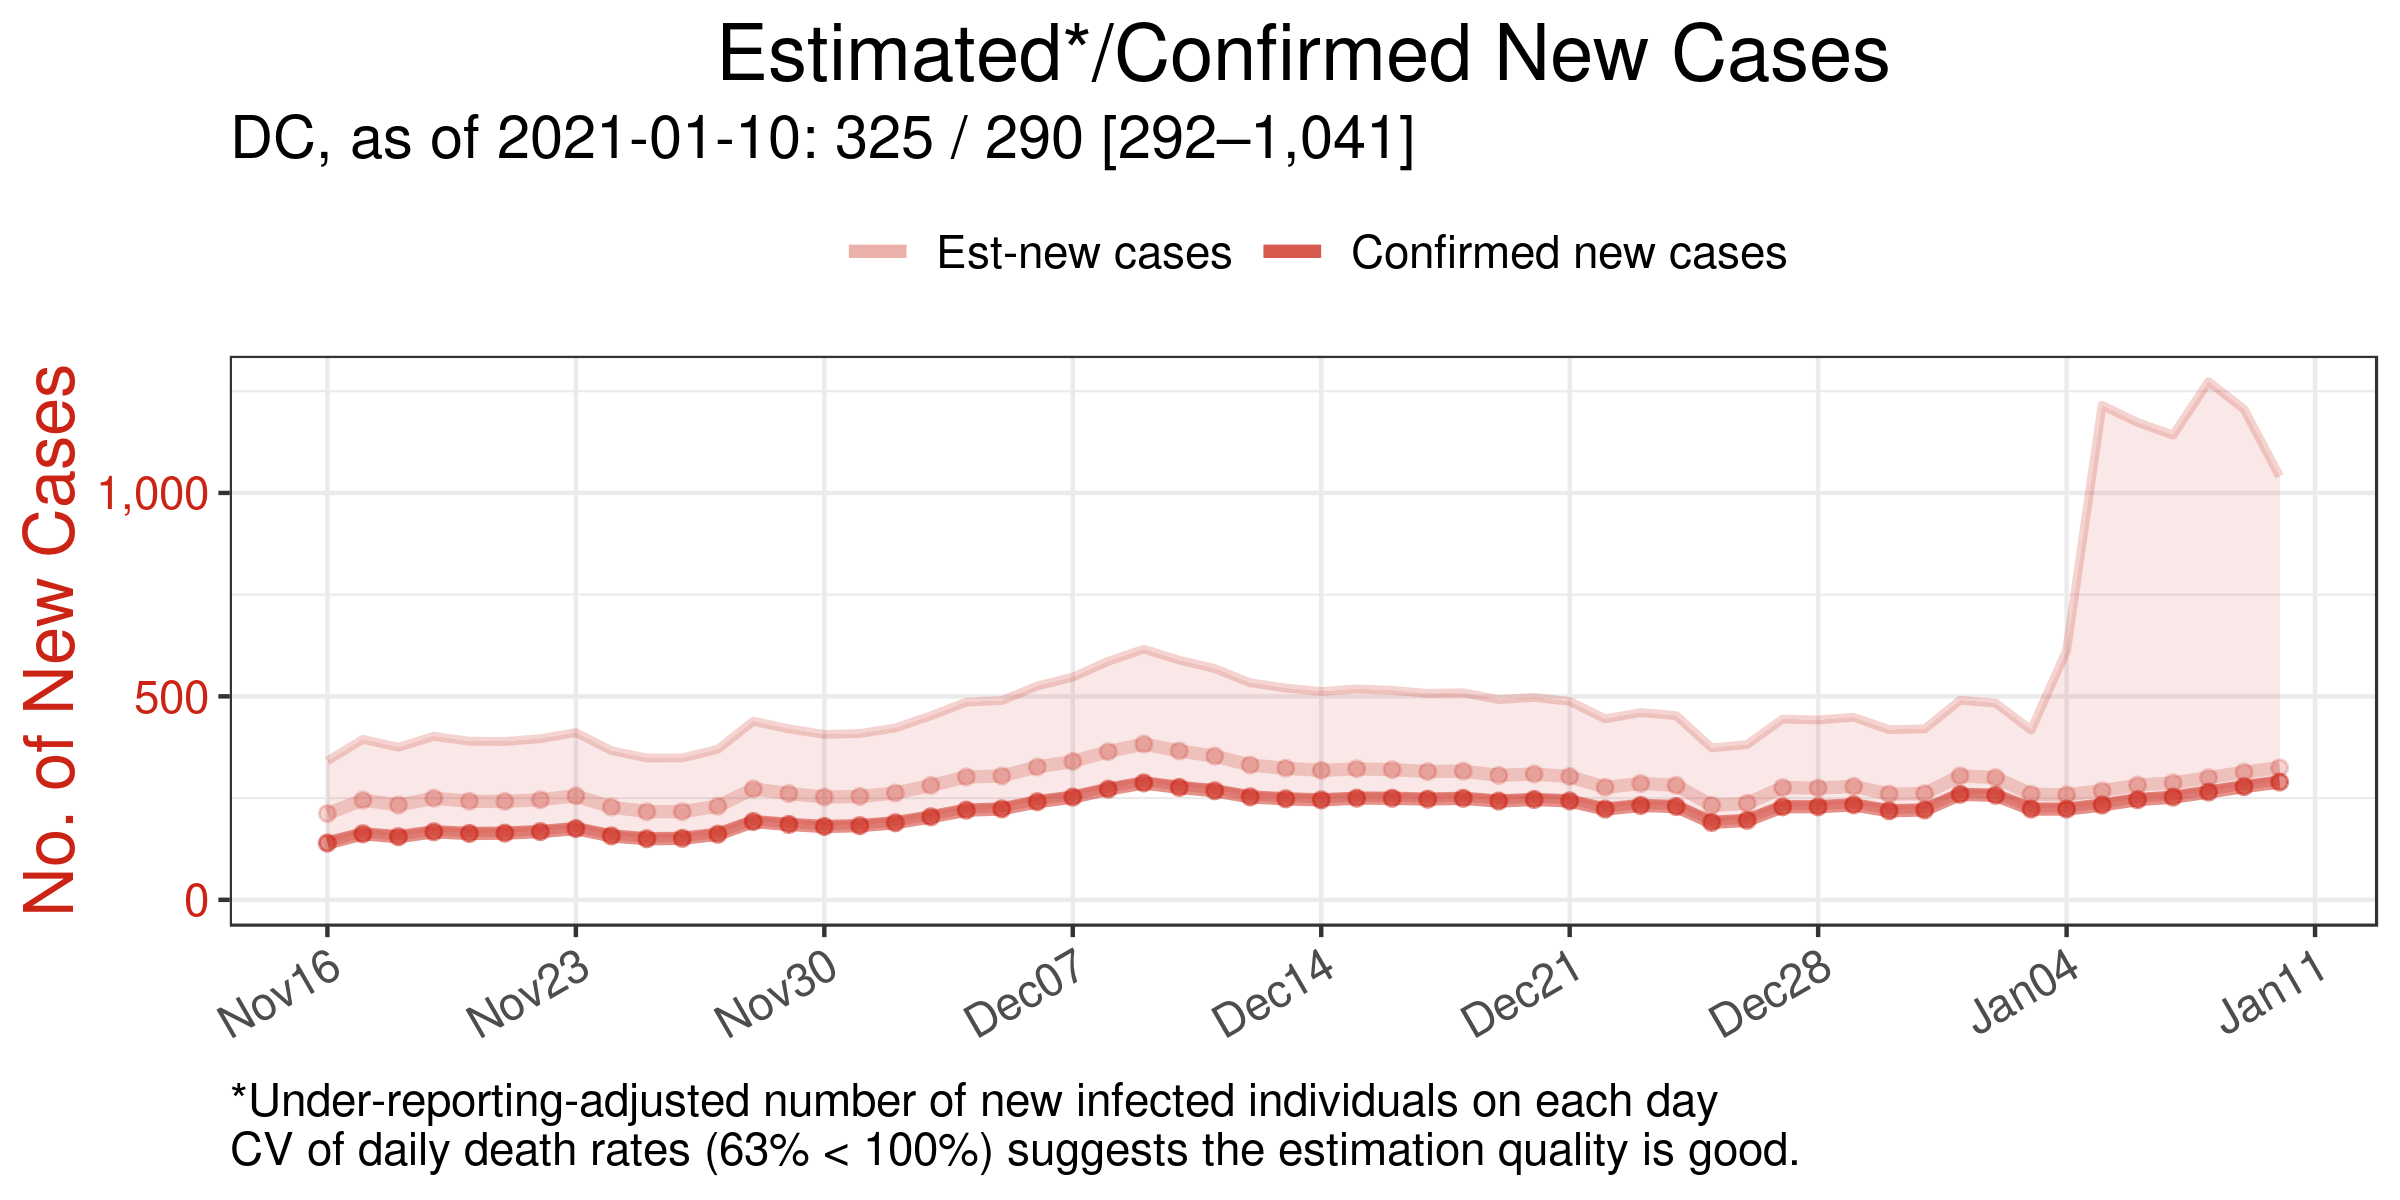 Estimated*/Confirmed New Cases
DC, as of 2021-01-10: 325 / 290 [292–1,041]
Est-new cases
Confirmed new cases
No. of New Cases
1,000
500
0
Nov16
Nov23
Nov30
Dec07
Dec14
Dec21
Dec28
Jan04
Jan11
*Under-reporting-adjusted number of new infected individuals on each day
CV of daily death rates (63% < 100%) suggests the estimation quality is good.